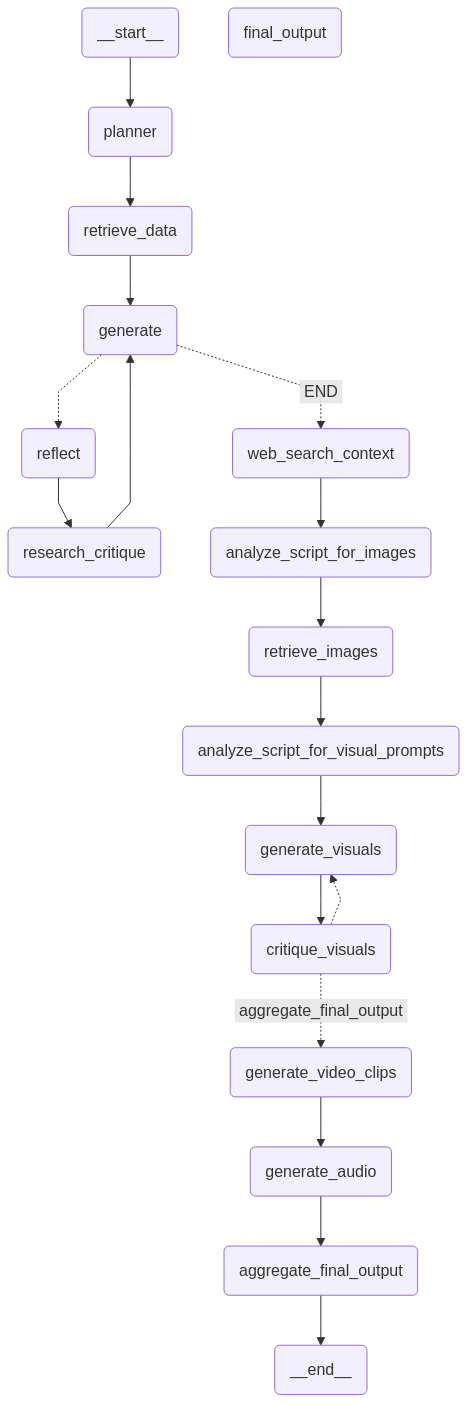 __start__
final_output
planner
retrieve_data
generate
END
reflect
web_search_context
research_critique
analyze_script_for_images
retrieve_images
analyze_script_for_visual_prompts
generate_visuals
critique_visuals
aggregate_final_output
generate_video_clips
generate_audio
aggregate_final_output
__end__